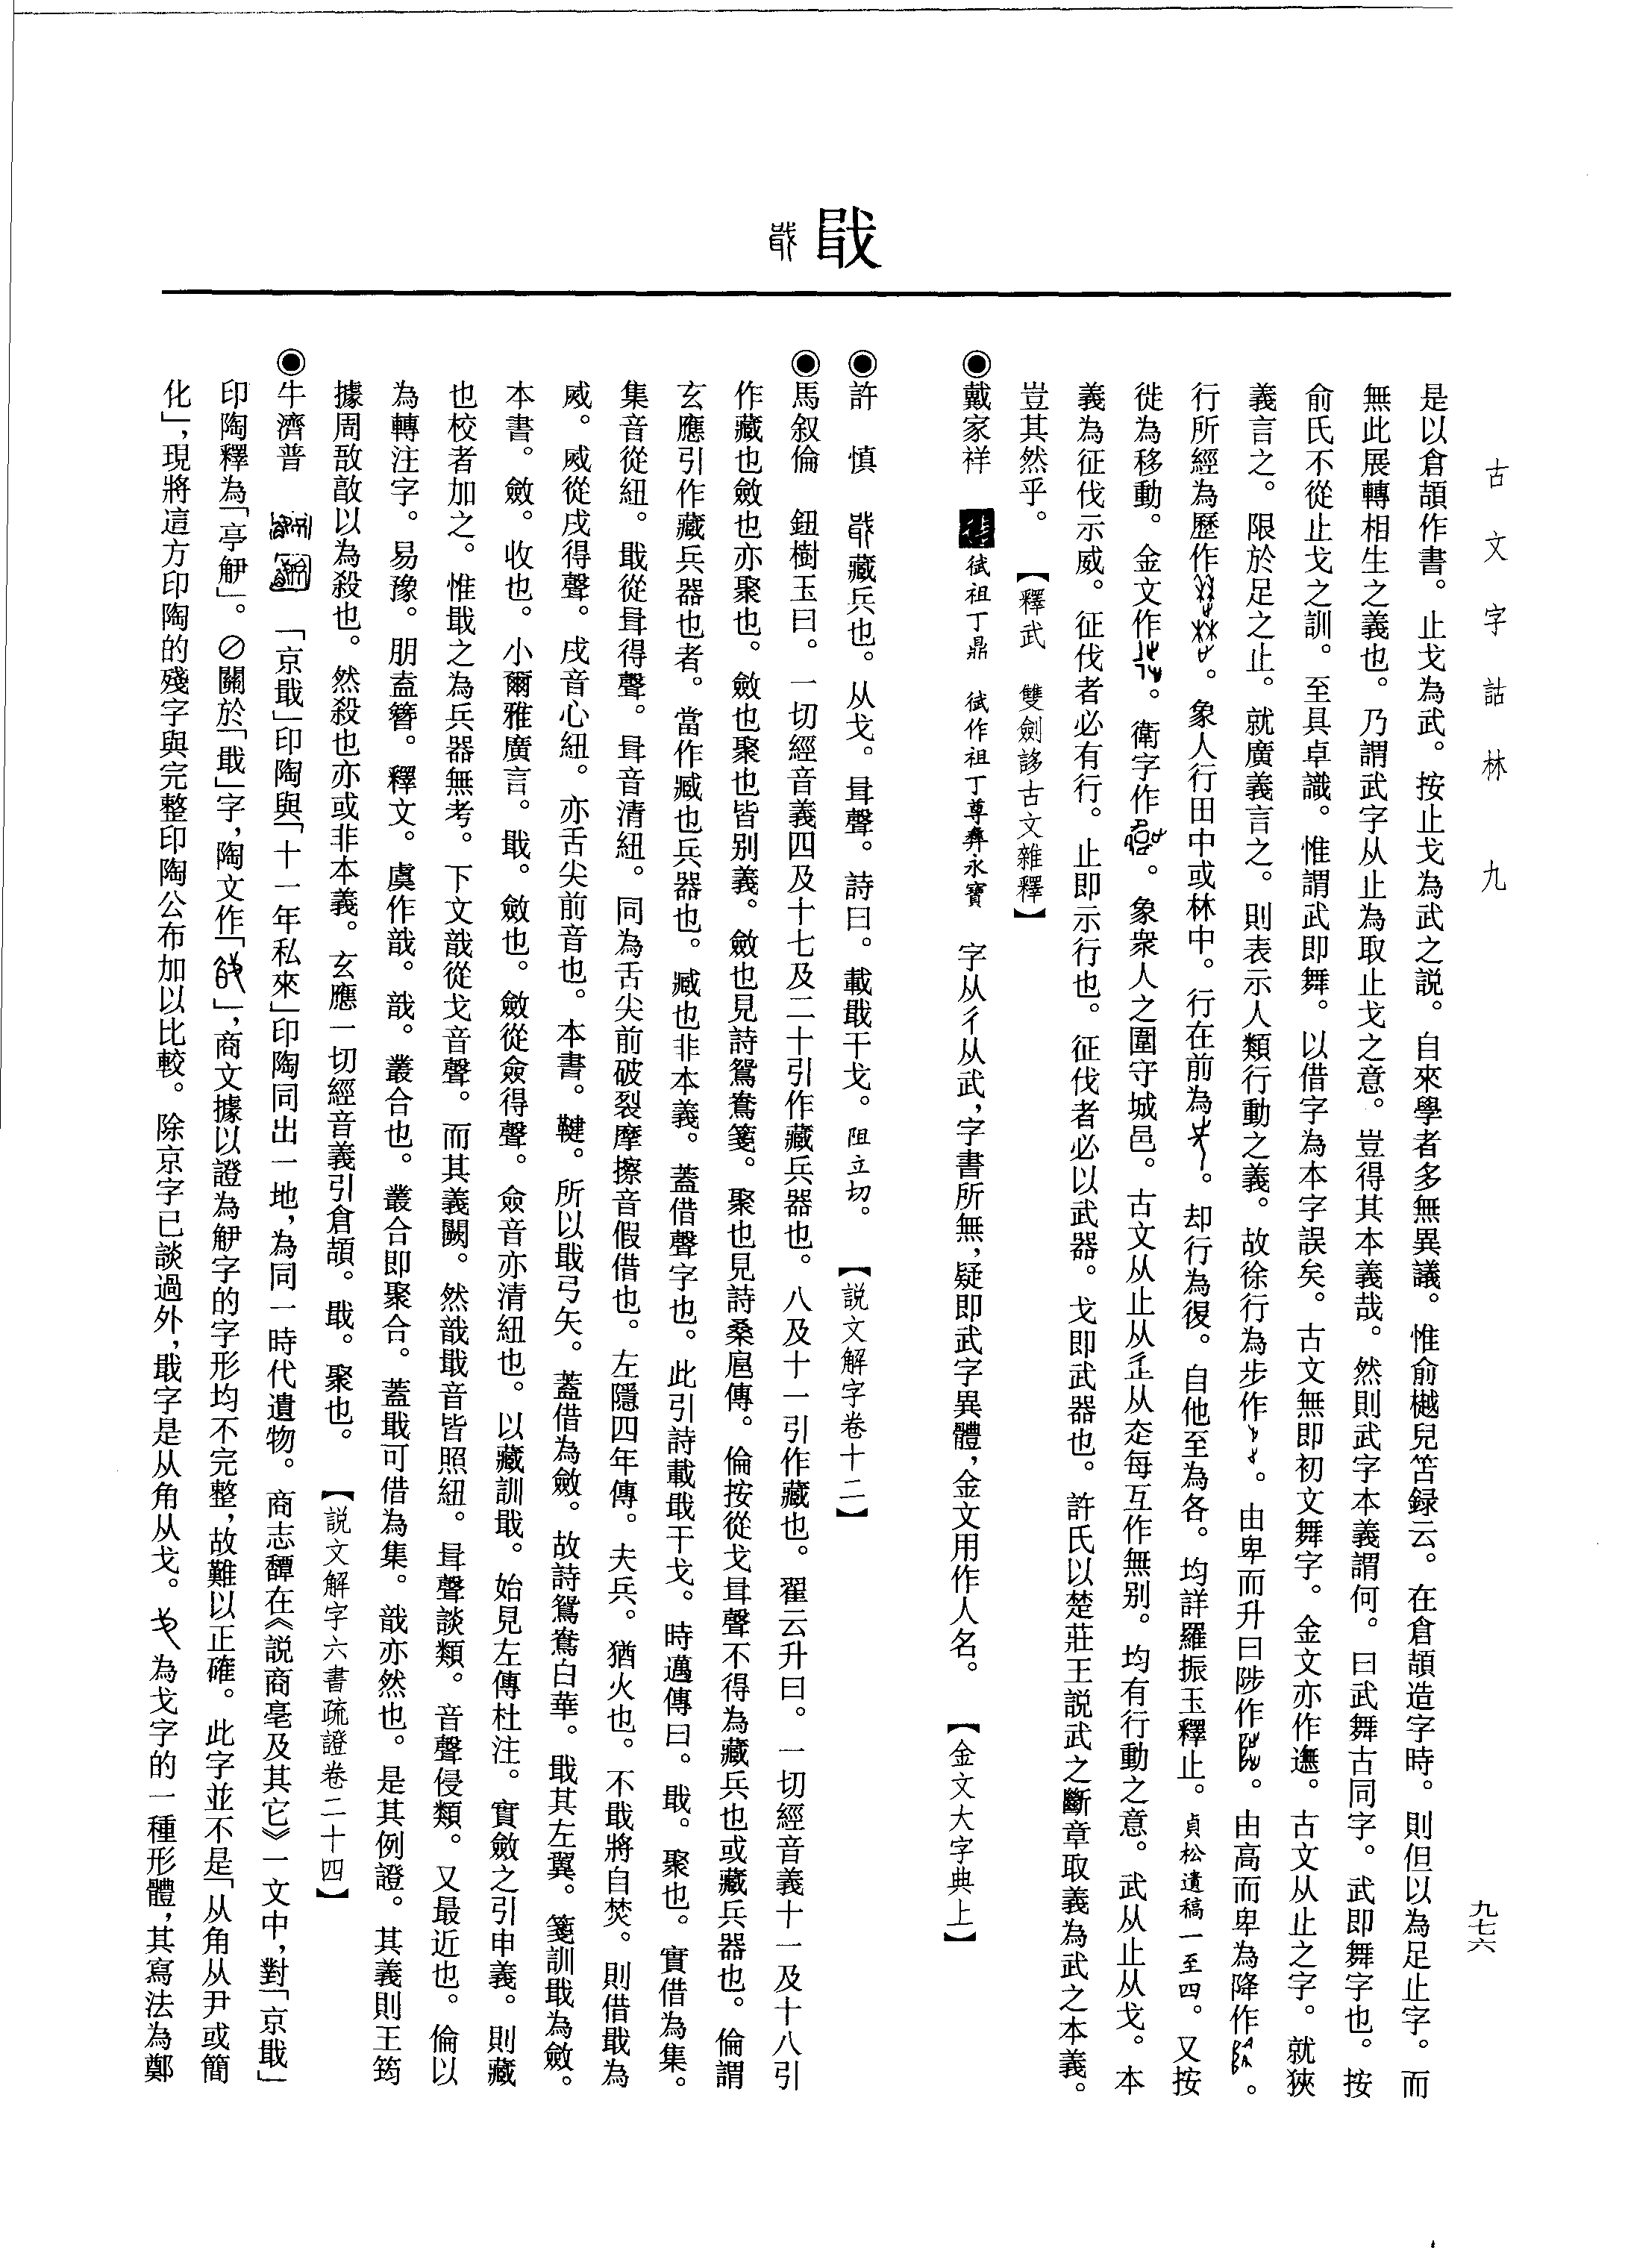 古文字詁林　九
九七六
戢
是以倉頡作書。止戈為武。按止戈為武之説。自來學者多無異議。惟俞樾兒笘録云。在倉頡造字時。則但以為足止字。而
無此展轉相生之義也。乃謂武字从止為取止戈之意。豈得其本義哉。然則武字本義謂何。曰武舞古同字。武即舞字也。按
俞氏不從止戈之訓。至具卓識。惟謂武即舞。以借字為本字誤矣。古文無即初文舞字。金文亦作䍢。古文从止之字。就狹
義言之。限於足之止。就廣義言之。則表示人類行動之義。故徐行為步作。由卑而升曰陟作。由高而卑為降作。
行所經為歷作。象人行田中或林中。行在前為。却行為㣪。自他至為各。均詳羅振玉釋止。貞松遺稿一至四。又按
徙為移動。金文作。衛字作。象衆人之圍守城邑。古文从止从辵每互作無别。均有行動之意。武从止从戈。本
義為征伐示威。征伐者必有行。止即示行也。征伐者必以武器。戈即武器也。許氏以楚莊王説武之斷章取義為武之本義。
豈其然乎。　【釋武　雙劍誃古文雜釋】
◉戴家祥　　　祖丁鼎　作祖丁尊彝永寶　字从彳从武，字書所無，疑即武字異體，金文用作人名。　【金文大字典上】
◉許　慎　藏兵也。从戈。咠聲。詩曰。載戢干戈。阻立切。　【説文解字卷十二】
◉馬叙倫　鈕樹玉曰。一切經音義四及十七及二十引作藏兵器也。八及十一引作藏也。翟云升曰。一切經音義十一及十八引
作藏也斂也亦聚也。斂也聚也皆別義。斂也見詩鴛鴦箋。聚也見詩桑扈傳。倫按從戈咠聲不得為藏兵也或藏兵器也。倫謂
玄應引作藏兵器也者。當作臧也兵器也。臧也非本義。蓋借聲字也。此引詩載戢干戈。時邁傳曰。戢。聚也。實借為集。
集音從紐。戢從咠得聲。咠音清紐。同為舌尖前破裂摩擦音假借也。左隱四年傳。夫兵。猶火也。不戢將自焚。則借戢為
烕。烕從戌得聲。戌音心紐。亦舌尖前音也。本書。鞬。所以戢弓矢。蓋借為斂。故詩鴛鴦白華。戢其左翼。箋訓戢為斂。
本書。斂。收也。小爾雅廣言。戢。斂也。斂從僉得聲。僉音亦清紐也。以藏訓戢。始見左傳杜注。實斂之引申義。則藏
也校者加之。惟戢之為兵器無考。下文戠從戈音聲。而其義闕。然戠戢音皆照紐。咠聲談類。音聲侵類。又最近也。倫以
為轉注字。易豫。朋盍簪。釋文。虞作戠。戠。叢合也。叢合即聚合。蓋戢可借為集。戠亦然也。是其例證。其義則王筠
據周敔敨以為殺也。然殺也亦或非本義。玄應一切經音義引倉頡。戢。聚也。　【説文解字六書疏證卷二十四】
◉牛濟普　「京戢」印陶與「十一年私來」印陶同出一地，為同一時代遺物。商志䭲在《説商亳及其它》一文中，對「京戢」
印陶釋為「亭𧣈」。⊘關於「戢」字，陶文作「」，商文據以證為𧣈字的字形均不完整，故難以正確。此字並不是「从角从尹或簡
化」，現將這方印陶的殘字與完整印陶公布加以比較。除京字已談過外，戢字是从角从戈。為戈字的一種形體，其寫法為鄭